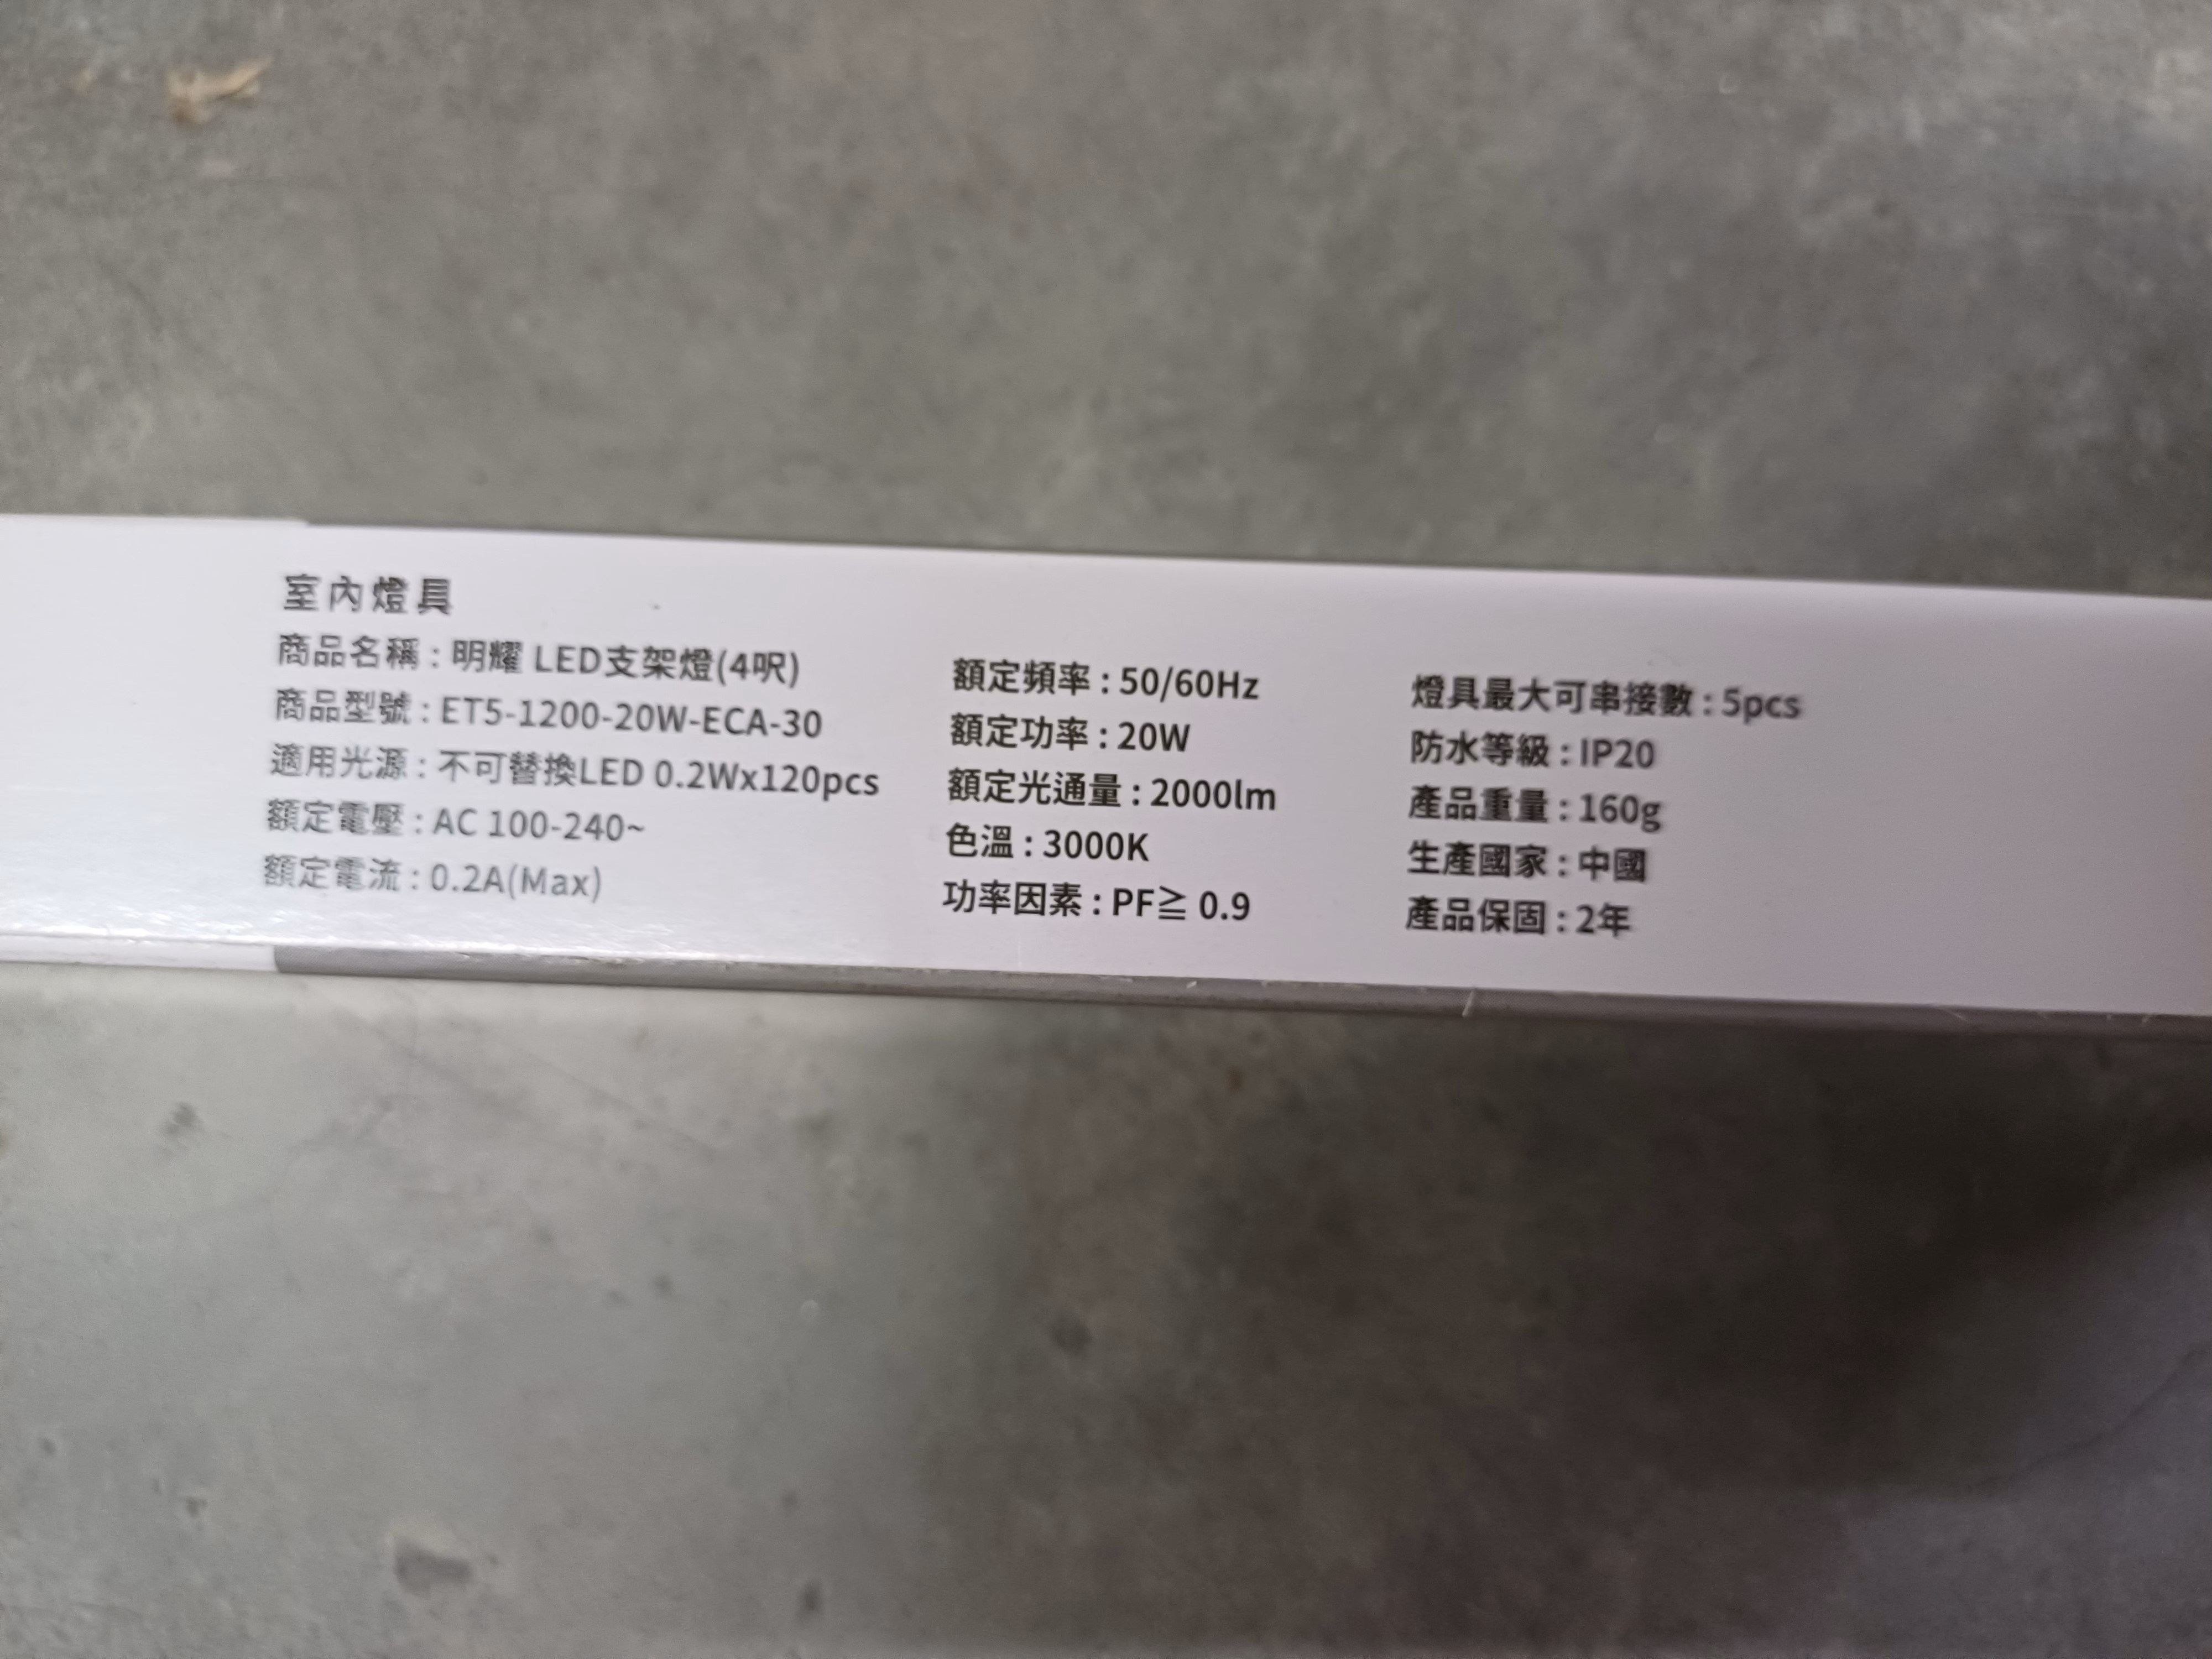 室內燈具
商品名稱 : 明耀 LED支架燈(4呎)
商品型號 : ET5-1200-20W-ECA-30
適用光源 : 不可替換LED 0.2Wx120pcs
額定電壓 : AC 100-240~
額定電流 : 0.2A(Max)
額定頻率 : 50/60Hz
額定功率 : 20W
額定光通量 : 2000lm
色溫 : 3000K
功率因素 : PF≧ 0.9
燈具最大可串接數 : 5pcs
防水等級 : IP20
產品重量 : 160g
生產國家 : 中國
產品保固 : 2年